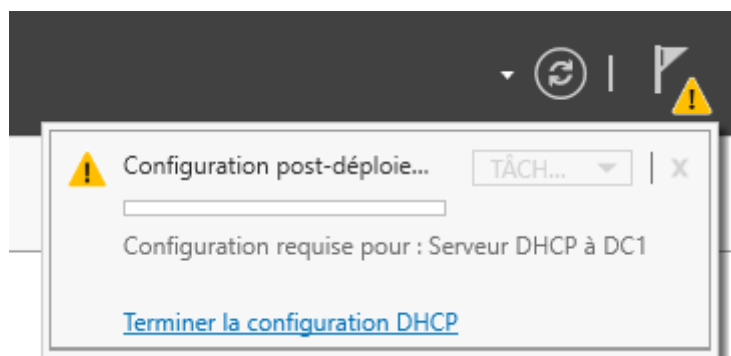 Configuration post-déploie... TÂCH... X
Configuration requise pour : Serveur DHCP à DC1
Terminer la configuration DHCP